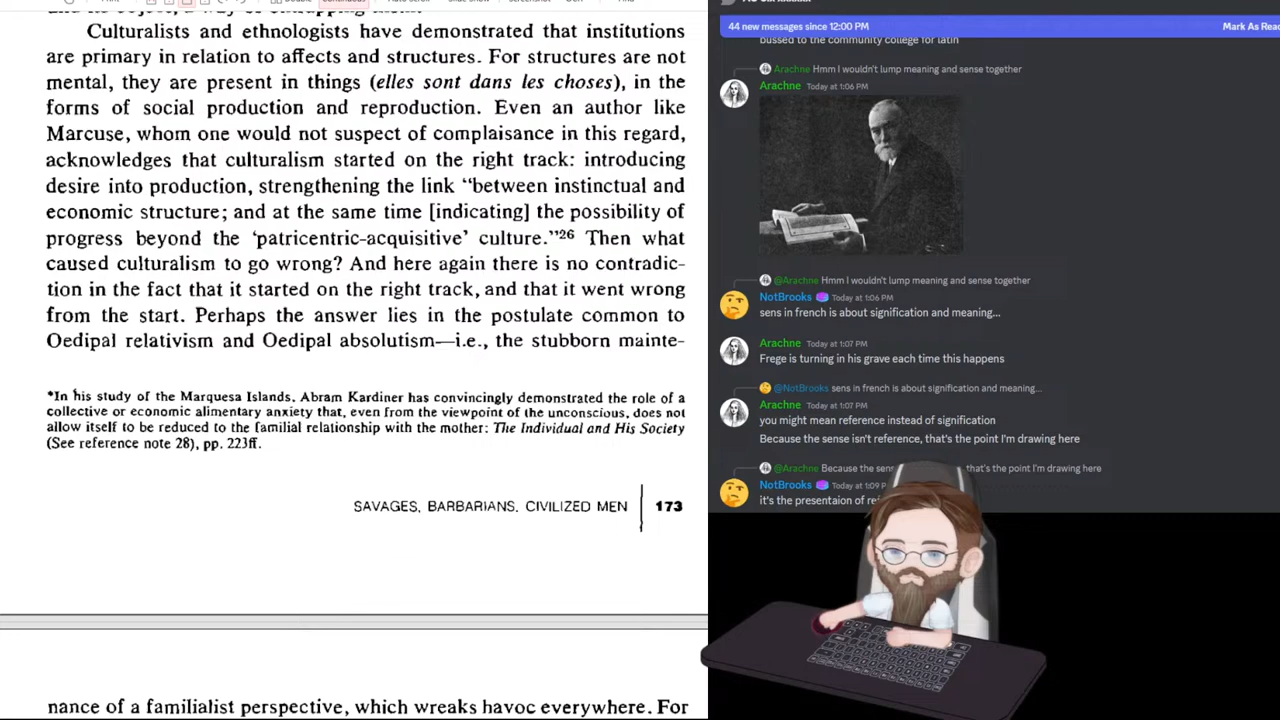 Culturalists and ethnologists have demonstrated that institutions
are primary in relation to affects and structures. For structures are not
mental, they are present in things (elles sont dans les choses), in the
forms of social production and reproduction. Even an author like
Marcuse, whom one would not suspect of complaisance in this regard,
acknowledges that culturalism started on the right track: introducing
desire into production, strengthening the link “between instinctual and
economic structure; and at the same time [indicating] the possibility of
progress beyond the ‘patricentric-acquisitive’ culture.”26 Then what
caused culturalism to go wrong? And here again there is no contradic-
tion in the fact that it started on the right track, and that it went wrong
from the start. Perhaps the answer lies in the postulate common to
Oedipal relativism and Oedipal absolutism—i.e., the stubborn mainte-
*In his study of the Marquesa Islands, Abram Kardiner has convincingly demonstrated the role of a
collective or economic alimentary anxiety that, even from the viewpoint of the unconscious, does not
allow itself to be reduced to the familial relationship with the mother: The Individual and His Society
(See reference note 28), pp. 223ff.
SAVAGES, BARBARIANS, CIVILIZED MEN 173
nance of a familialist perspective, which wreaks havoc everywhere. For
44 new messages since 12:00 PM Mark As Rea
bussed to the community college for latin
Arachne Hmm I wouldn't lump meaning and sense together
Arachne Today at 1:06 PM
@Arachne Hmm I wouldn't lump meaning and sense together
NotBrooks Today at 1:06 PM
sens in french is about signification and meaning...
Arachne Today at 1:07 PM
Frege is turning in his grave each time this happens
@NotBrooks sens in french is about signification and meaning...
Arachne Today at 1:07 PM
you might mean reference instead of signification
Because the sense isn't reference, that's the point I'm drawing here
@Arachne Because the sen that's the point I'm drawing here
NotBrooks Today at 1:09 P
it's the presentaion of